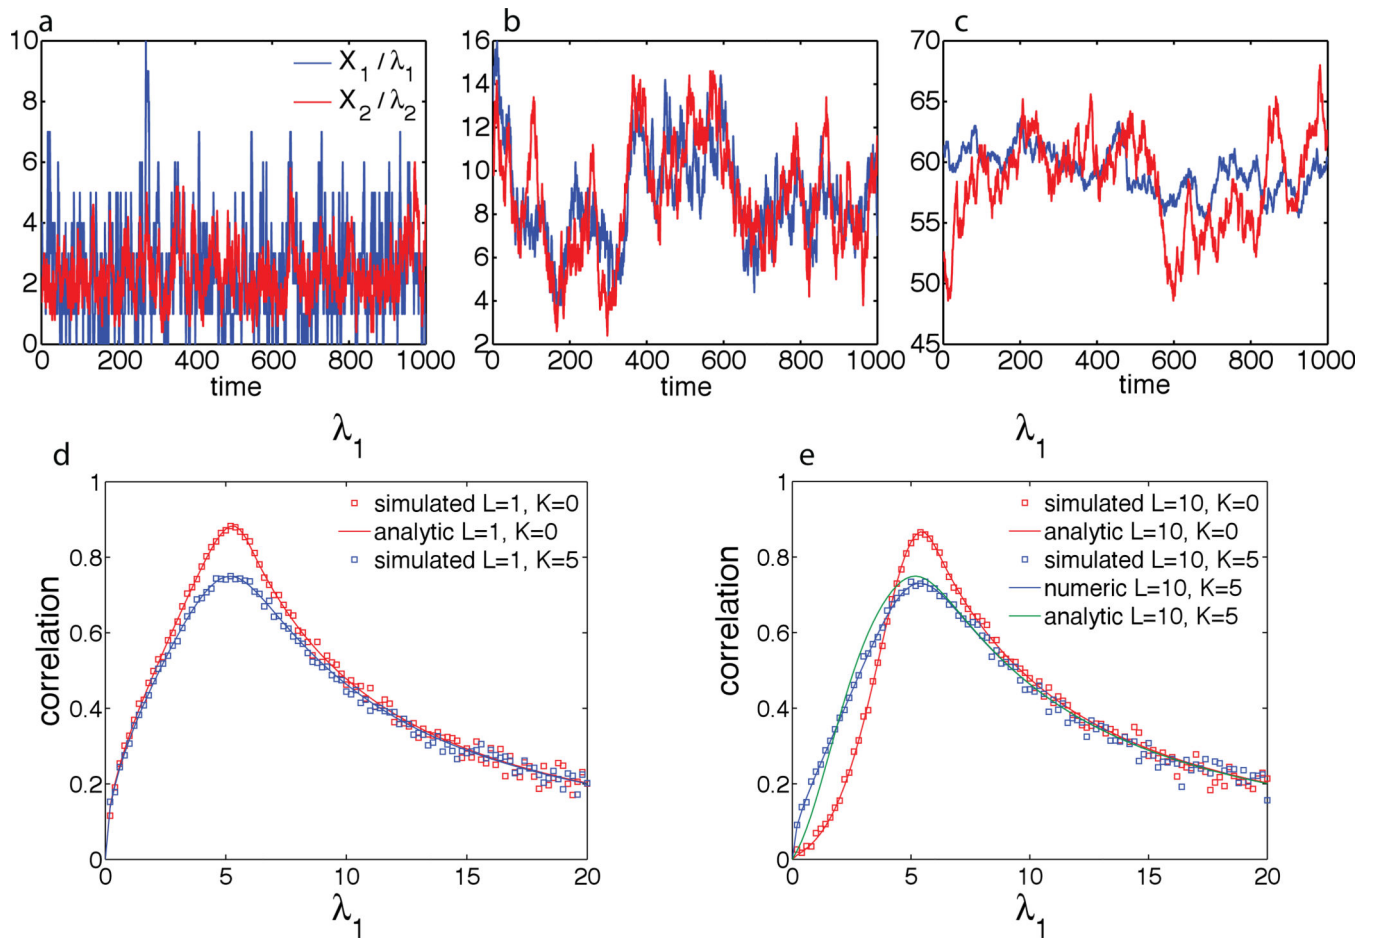 a
b
c
10
8
6
4
2
0
X₁ / λ₁
X₂ / λ₂
0 200 400 600 800 1000
time
16
14
12
10
8
6
4
2
0 200 400 600 800 1000
time
70
65
60
55
50
45
0 200 400 600 800 1000
time
λ₁
λ₁
d
1
0.8
0.6
0.4
0.2
0
correlation
simulated L=1, K=0
analytic L=1, K=0
simulated L=1, K=5
0 5 10 15 20
λ₁
e
1
0.8
0.6
0.4
0.2
0
correlation
simulated L=10, K=0
analytic L=10, K=0
simulated L=10, K=5
numeric L=10, K=5
analytic L=10, K=5
0 5 10 15 20
λ₁